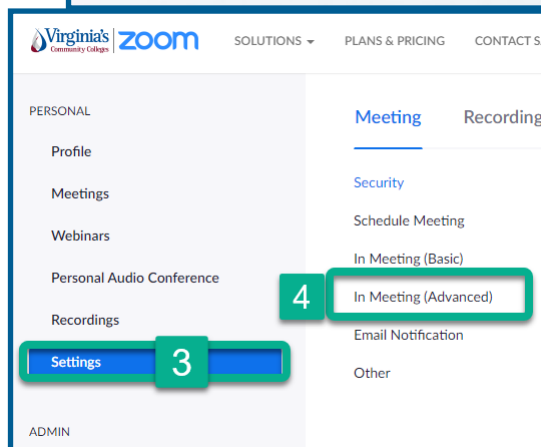 Virginia's Community Colleges zoom SOLUTIONS PLANS & PRICING CONTACT S
PERSONAL
Profile
Meetings
Webinars
Personal Audio Conference
Recordings
Settings 3
ADMIN
Meeting Recording
Security
Schedule Meeting
In Meeting (Basic)
4 In Meeting (Advanced)
Email Notification
Other